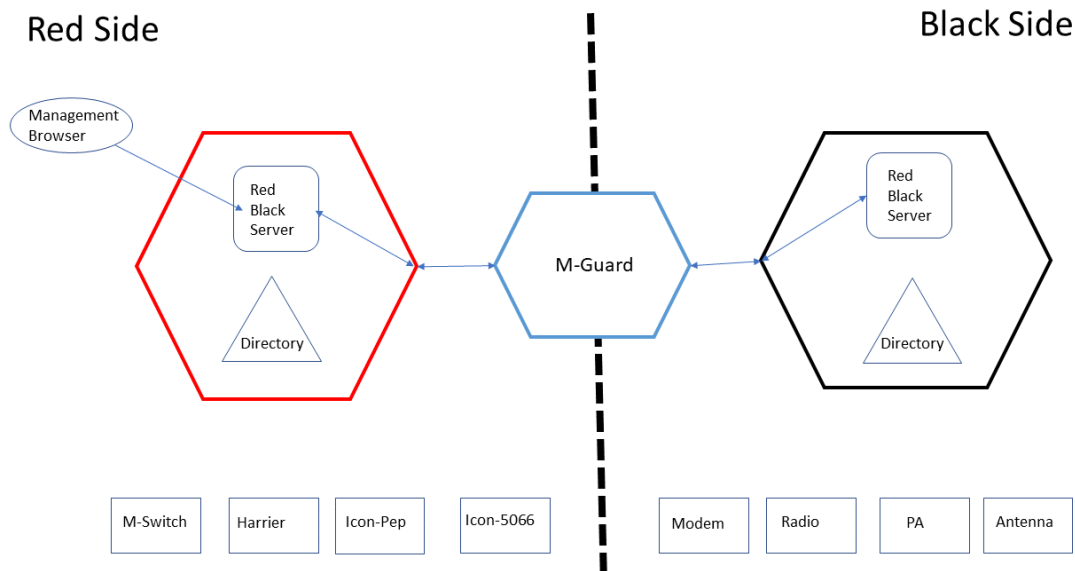 Red Side
Black Side
Management
Browser
Red
Black
Server
Directory
M-Guard
Red
Black
Server
Directory
M-Switch
Harrier
Icon-Pep
Icon-5066
Modem
Radio
PA
Antenna